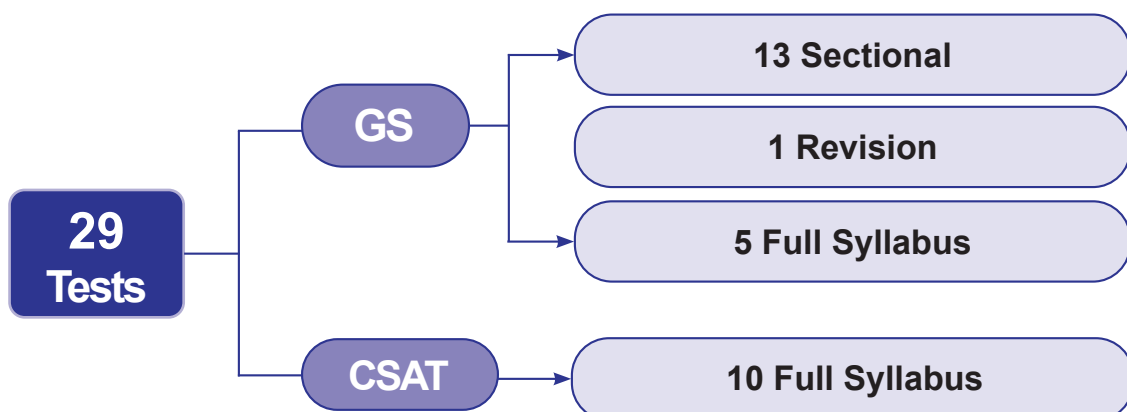 29
Tests
GS
13 Sectional
1 Revision
5 Full Syllabus
CSAT
10 Full Syllabus